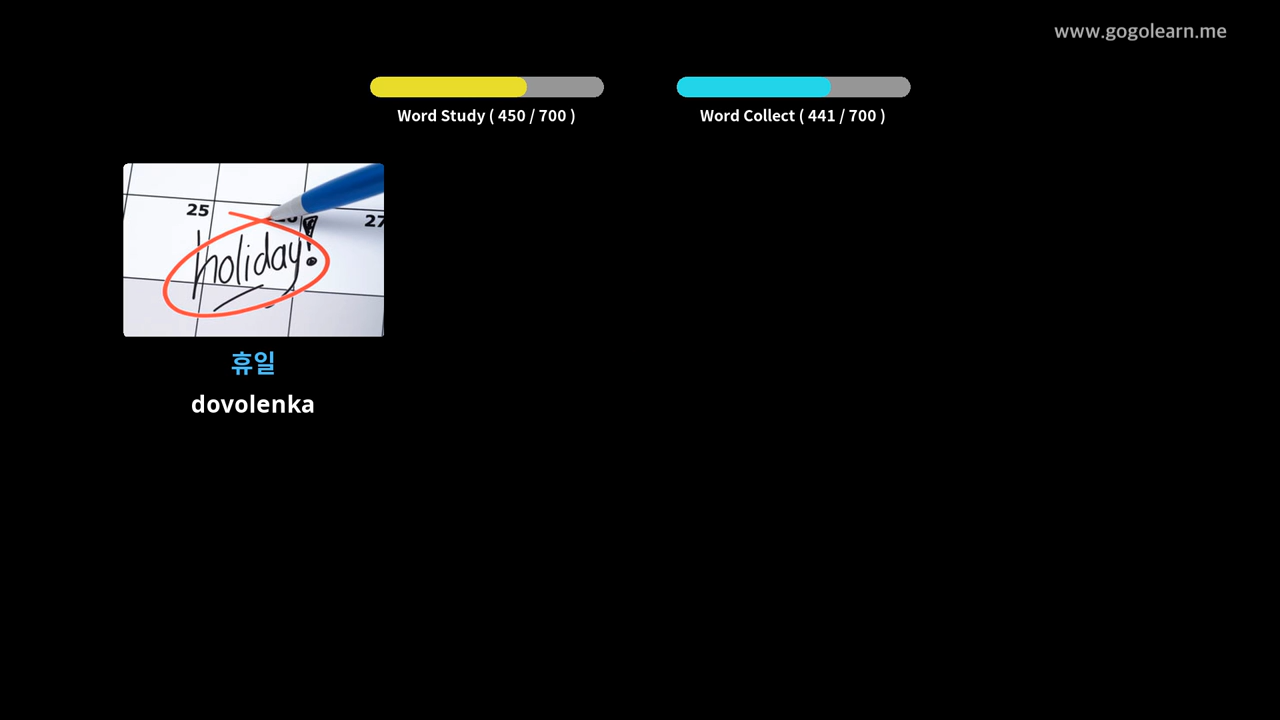 www.gogolearn.me
Word Study ( 450 / 700 )
Word Collect ( 441 / 700 )
25
27
holiday!
휴일
dovolenka